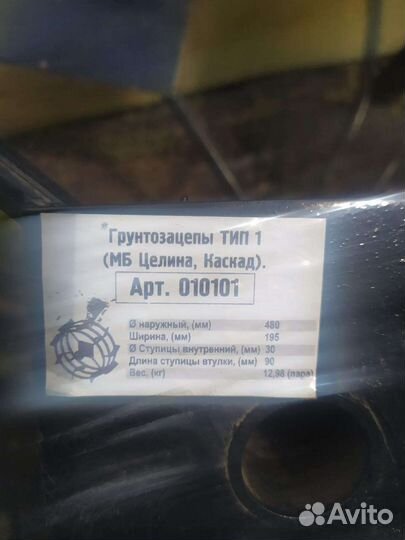 *Грунтозацепы ТИП 1
(МБ Целина, Каскад).
Арт. 010101
Ø наружный, (мм) 480
Ширина, (мм) 195
Ø Ступицы внутренний, (мм) 30
Длина ступицы втулки, (мм) 90
Вес, (кг) 12,98 (пара)
Avito